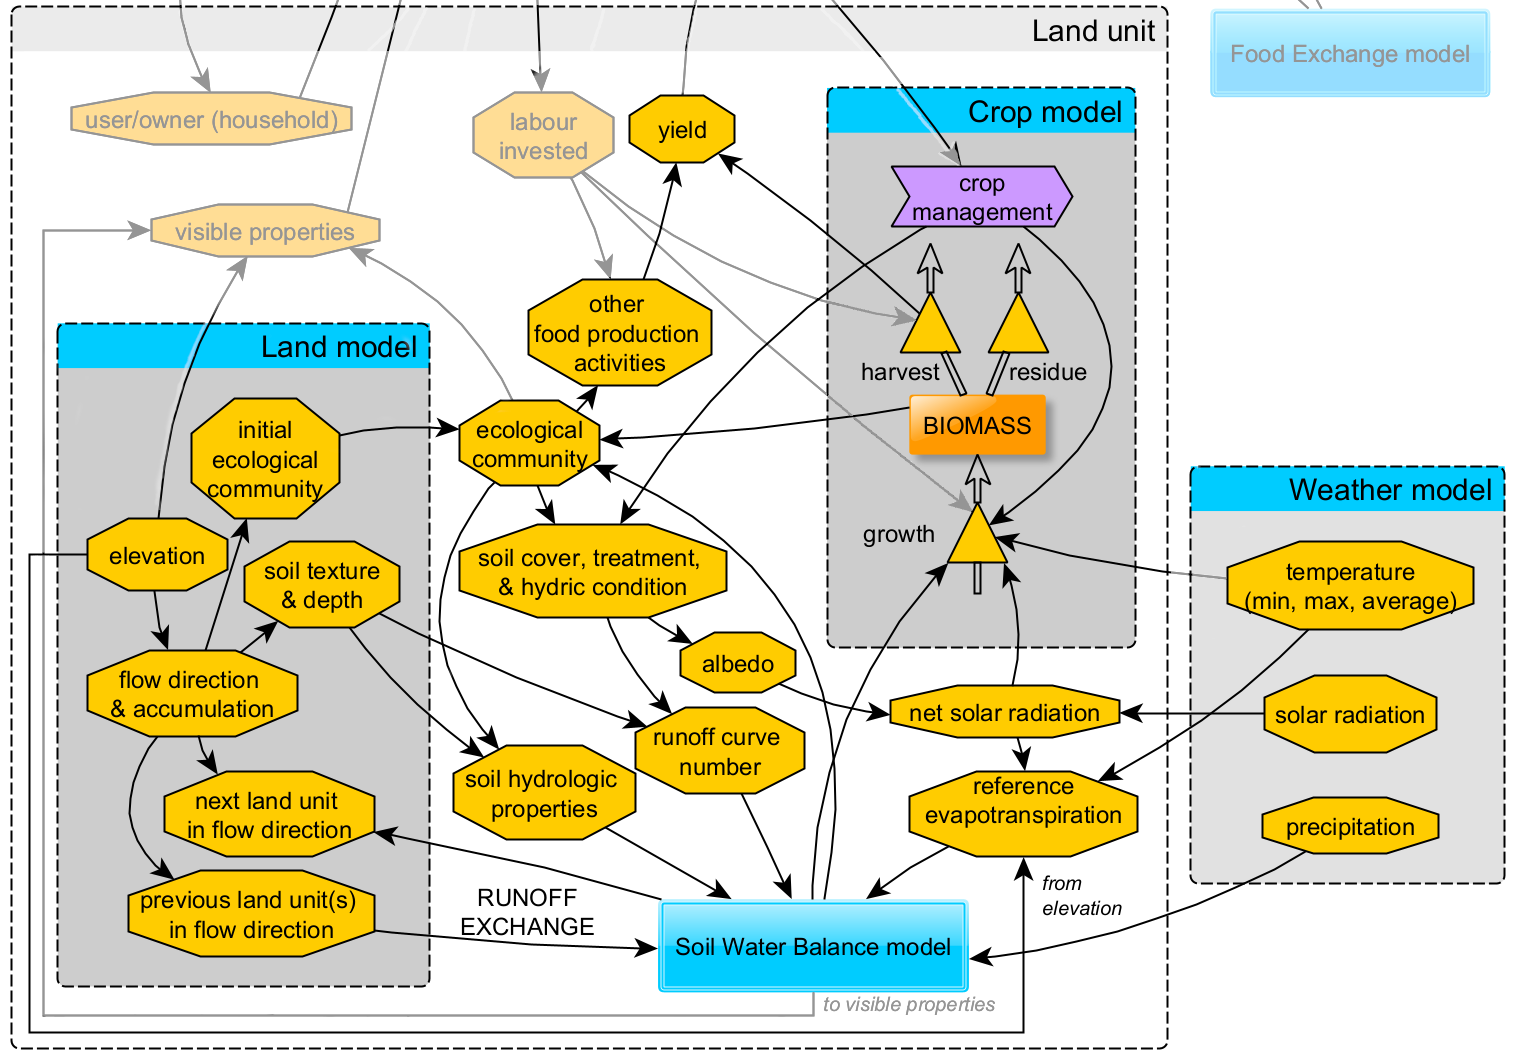 Land unit
Food Exchange model
user/owner (household)
labour
invested
yield
Crop model
crop
management
visible properties
other
food production
activities
Land model
harvest
residue
BIOMASS
initial
ecological
community
ecological
community
Weather model
growth
elevation
soil texture
& depth
soil cover, treatment,
& hydric condition
temperature
(min, max, average)
albedo
flow direction
& accumulation
net solar radiation
solar radiation
runoff curve
number
soil hydrologic
properties
reference
evapotranspiration
next land unit
in flow direction
precipitation
previous land unit(s)
in flow direction
RUNOFF
EXCHANGE
from
elevation
Soil Water Balance model
to visible properties